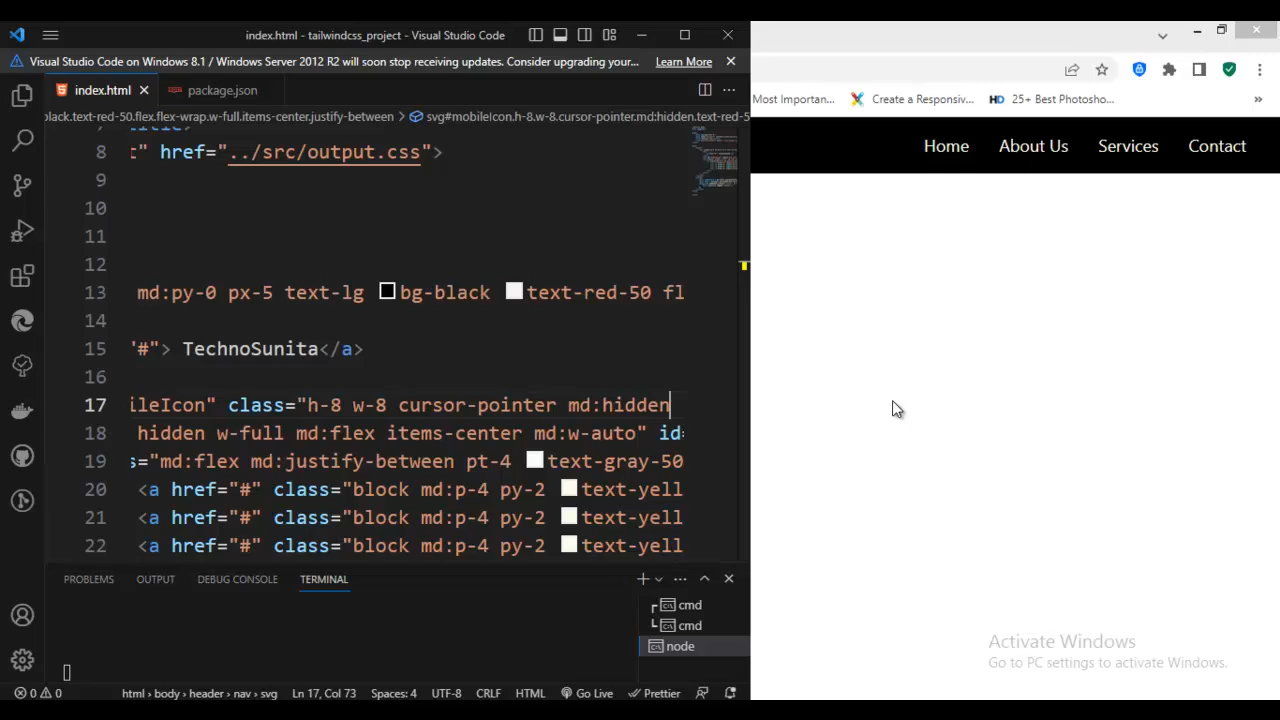 index.html - tailwindcss_project - Visual Studio Code
Visual Studio Code on Windows 8.1 / Windows Server 2012 R2 will soon stop receiving updates. Consider upgrading your... Learn More
index.html
package.json
black.text-red-50.flex.flex-wrap.w-full.items-center.justify-between > svg#mobileIcon.h-8.w-8.cursor-pointer.md:hidden.text-red-5
8 t" href="../src/output.css">
9
10
11
12
13 md:py-0 px-5 text-lg bg-black text-red-50 fl
14
15 "#"> TechnoSunita</a>
16
17 ileIcon" class="h-8 w-8 cursor-pointer md:hidden
18 hidden w-full md:flex items-center md:w-auto" id=
19 s="md:flex md:justify-between pt-4 text-gray-50
20 <a href="#" class="block md:p-4 py-2 text-yell
21 <a href="#" class="block md:p-4 py-2 text-yell
22 <a href="#" class="block md:p-4 py-2 text-yell
PROBLEMS OUTPUT DEBUG CONSOLE TERMINAL
cmd
cmd
node
0 0 html > body > header > nav > svg Ln 17, Col 73 Spaces: 4 UTF-8 CRLF HTML Go Live Prettier
Most Importan... Create a Responsiv... HD 25+ Best Photosho... »
Home About Us Services Contact
Activate Windows
Go to PC settings to activate Windows.